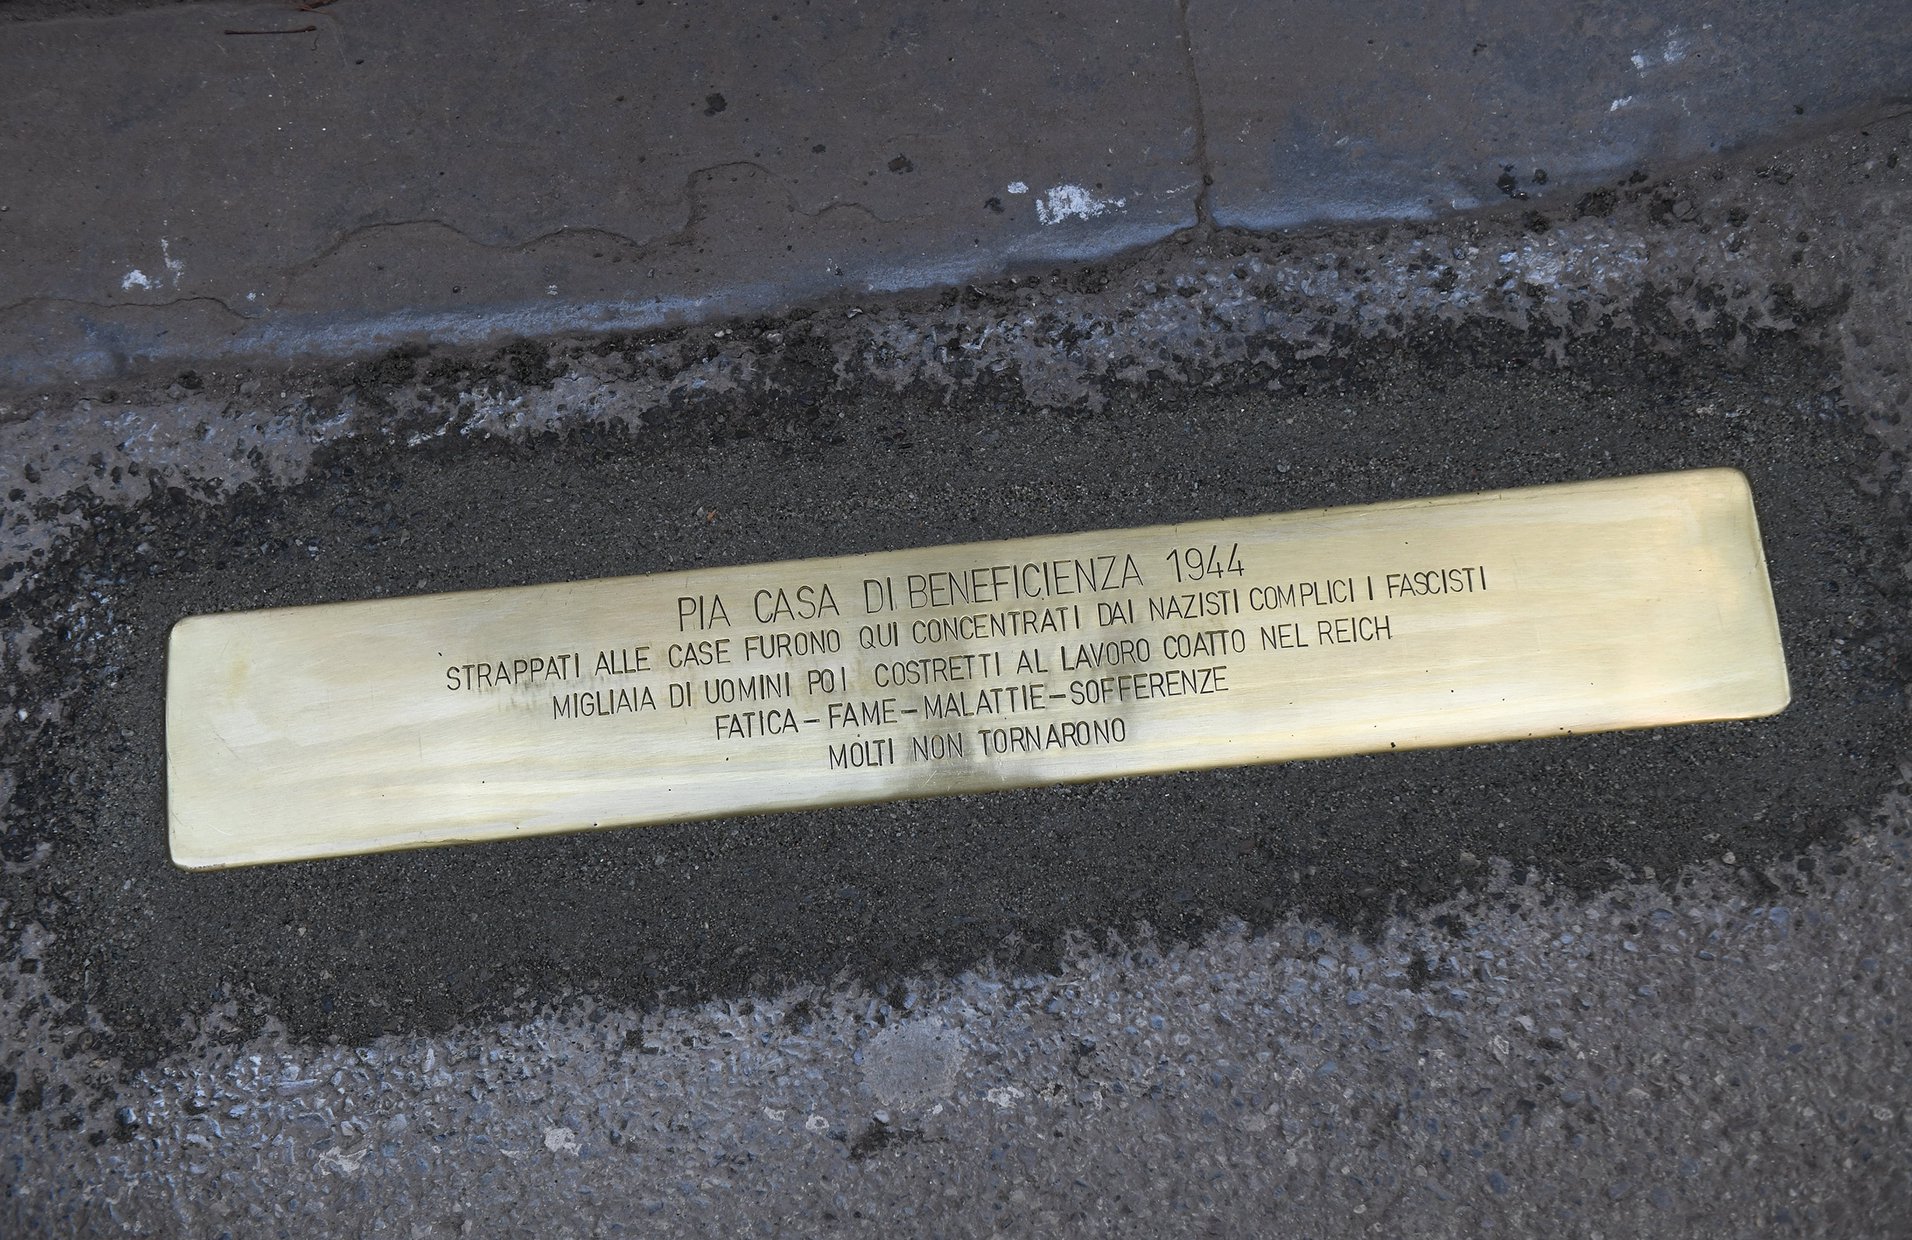 PIA CASA DI BENEFICIENZA 1944
STRAPPATI ALLE CASE FURONO QUI CONCENTRATI DAI NAZISTI COMPLICI I FASCISTI
MIGLIAIA DI UOMINI POI COSTRETTI AL LAVORO COATTO NEL REICH
FATICA-FAME-MALATTIE-SOFFERENZE
MOLTI NON TORNARONO